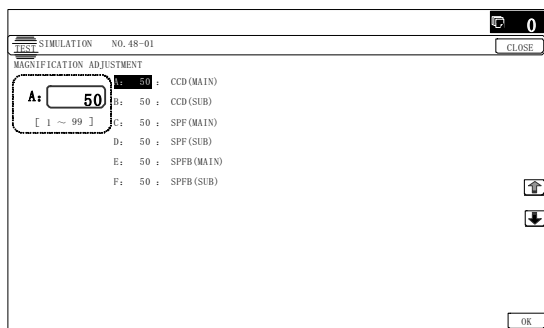 0
TEST SIMULATION NO.48-01 CLOSE
MAGNIFICATION ADJUSTMENT
A: 50
[ 1 ～ 99 ]
A: 50 : CCD(MAIN)
B: 50 : CCD(SUB)
C: 50 : SPF(MAIN)
D: 50 : SPF(SUB)
E: 50 : SPFB(MAIN)
F: 50 : SPFB(SUB)
OK